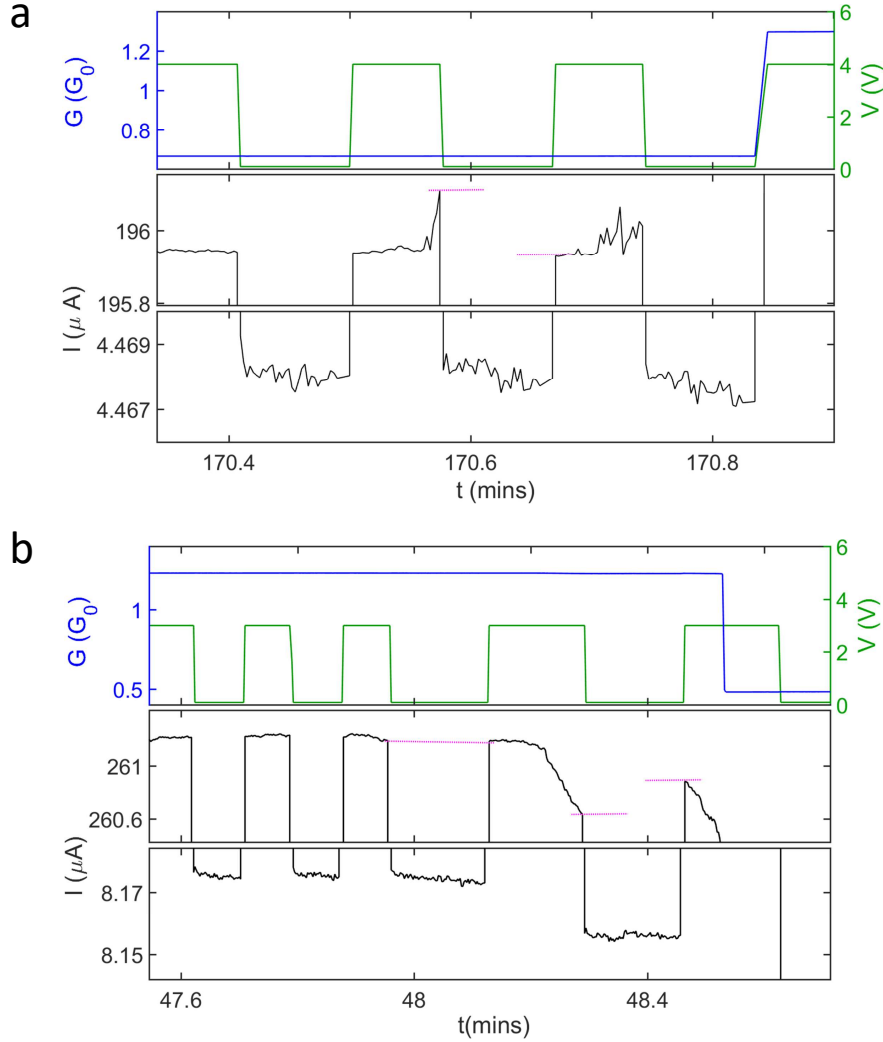 a
6
1.2
4
G (G0)
1
V (V)
2
0.8
0
196
195.8
I (μ A)
4.469
4.467
170.4 170.6 170.8
t (mins)
b
6
4
G (G0)
1
V (V)
2
0.5
0
261
260.6
I (μA)
8.17
8.15
47.6 48 48.4
t(mins)